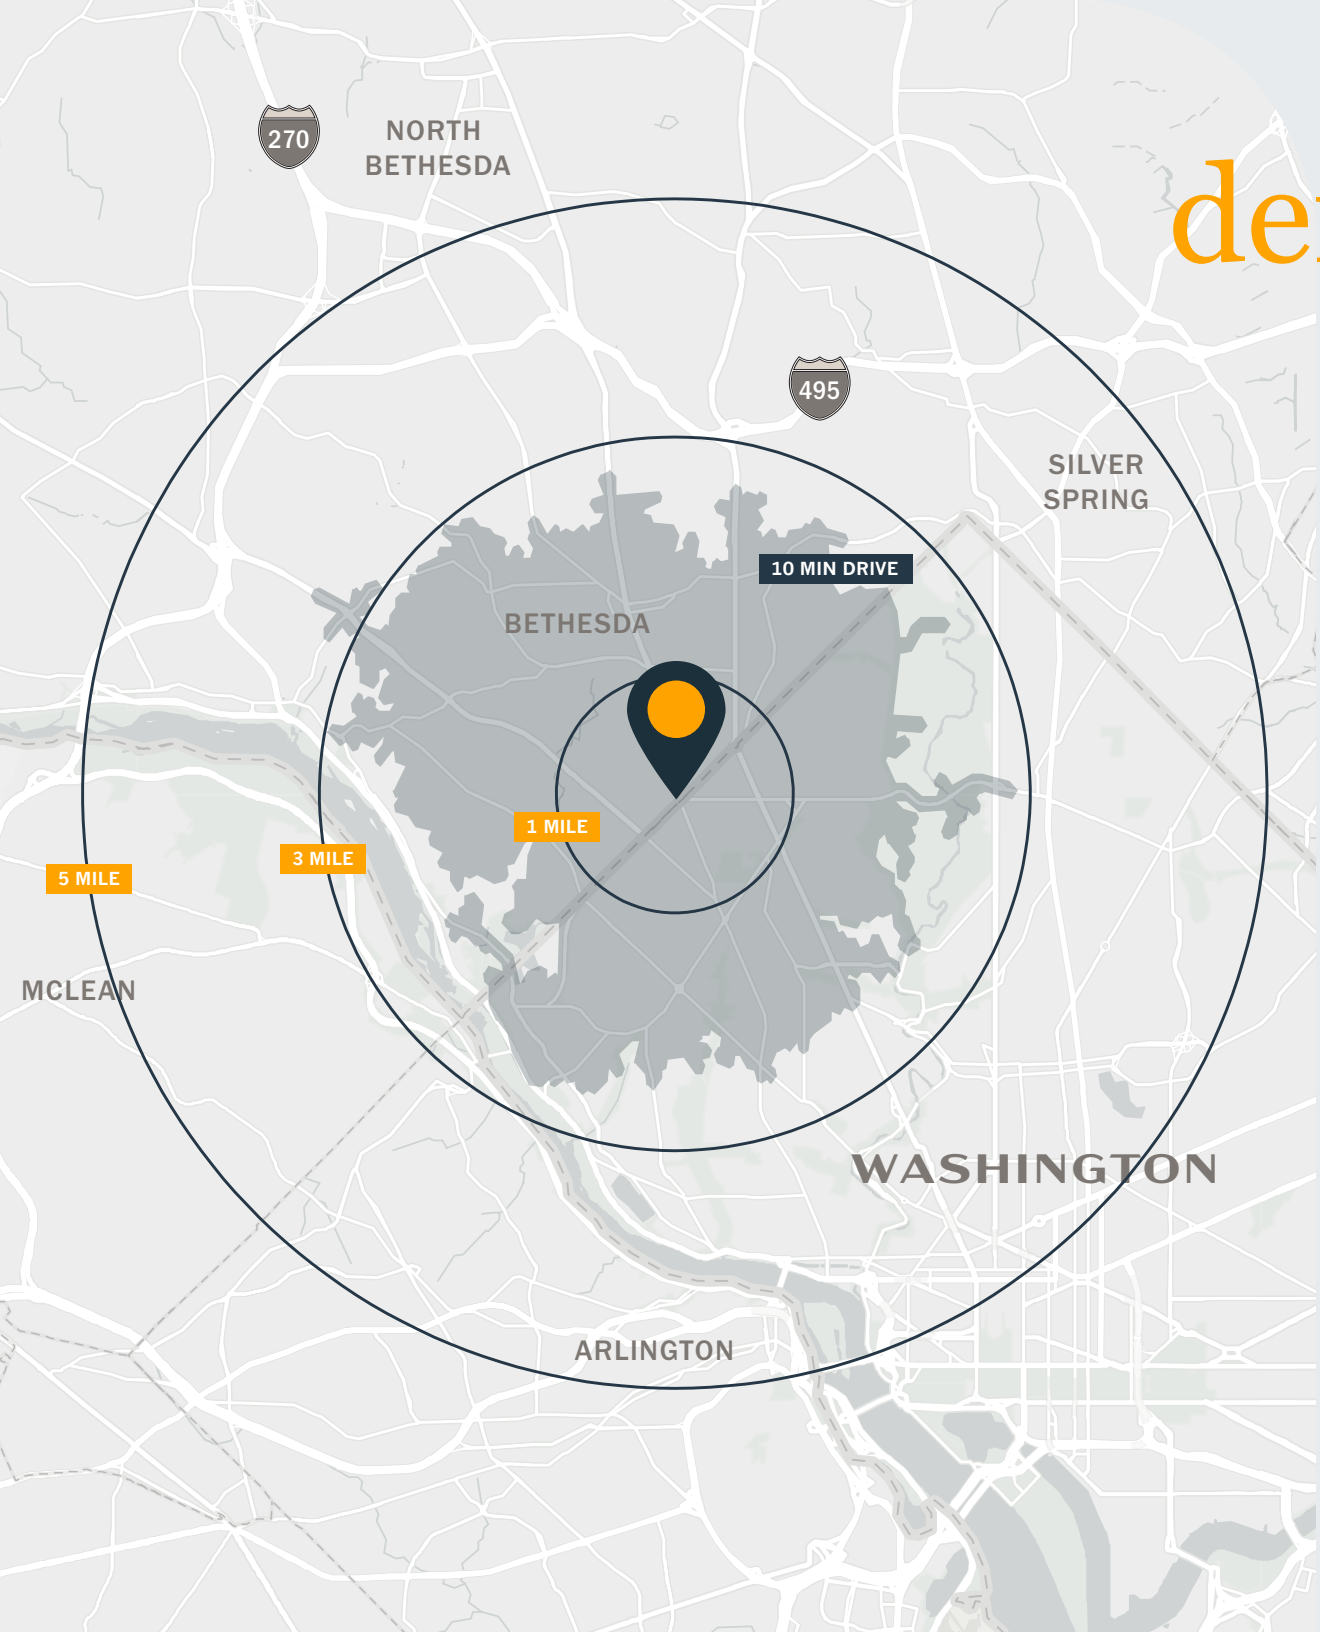 270
NORTH
BETHESDA
de
495
SILVER
SPRING
10 MIN DRIVE
BETHESDA
1 MILE
3 MILE
5 MILE
MCLEAN
WASHINGTON
ARLINGTON